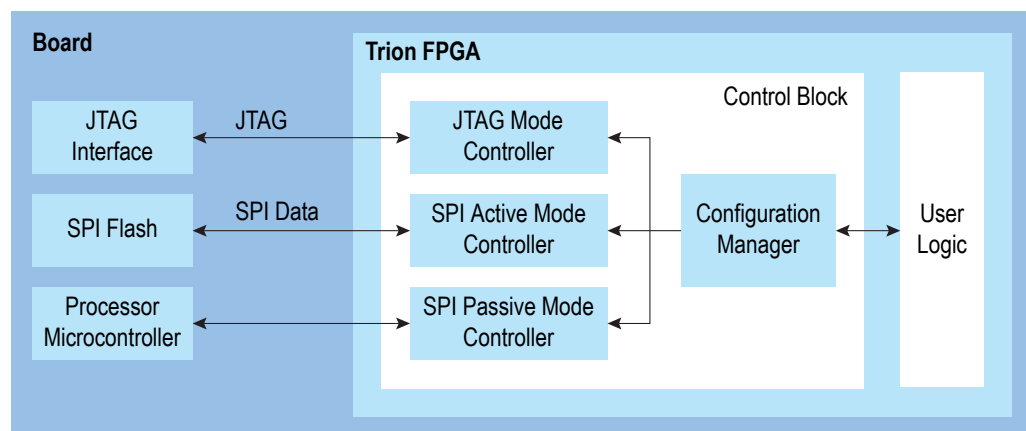 Board
Trion FPGA
Control Block
JTAG
Interface
JTAG
JTAG Mode
Controller
SPI Flash
SPI Data
SPI Active Mode
Controller
Configuration
Manager
User
Logic
Processor
Microcontroller
SPI Passive Mode
Controller